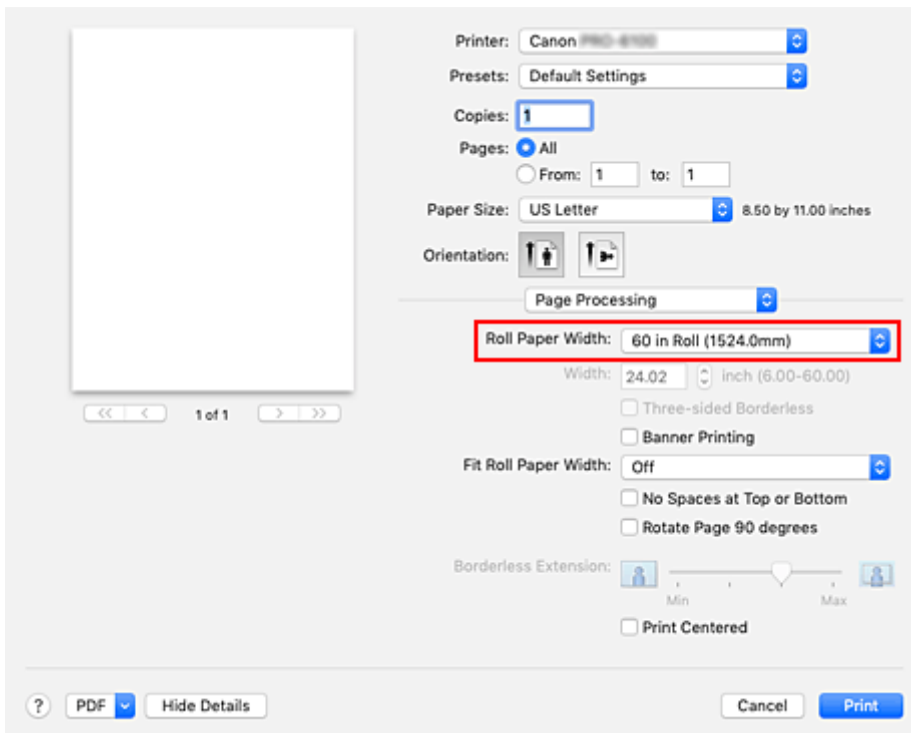 Printer: Canon
Presets: Default Settings
Copies: 1
Pages: All
From: 1 to: 1
Paper Size: US Letter 8.50 by 11.00 inches
Orientation:
Page Processing
Roll Paper Width: 60 in Roll (1524.0mm)
Width: 24.02 inch (6.00-60.00)
<< < 1 of 1 > >>
Three-sided Borderless
Banner Printing
Fit Roll Paper Width: Off
No Spaces at Top or Bottom
Rotate Page 90 degrees
Borderless Extension:
Min Max
Print Centered
? PDF Hide Details Cancel Print